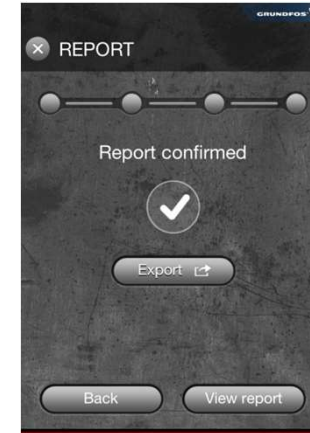 GRUNDFOS
REPORT
Report confirmed
Export
Back
View report